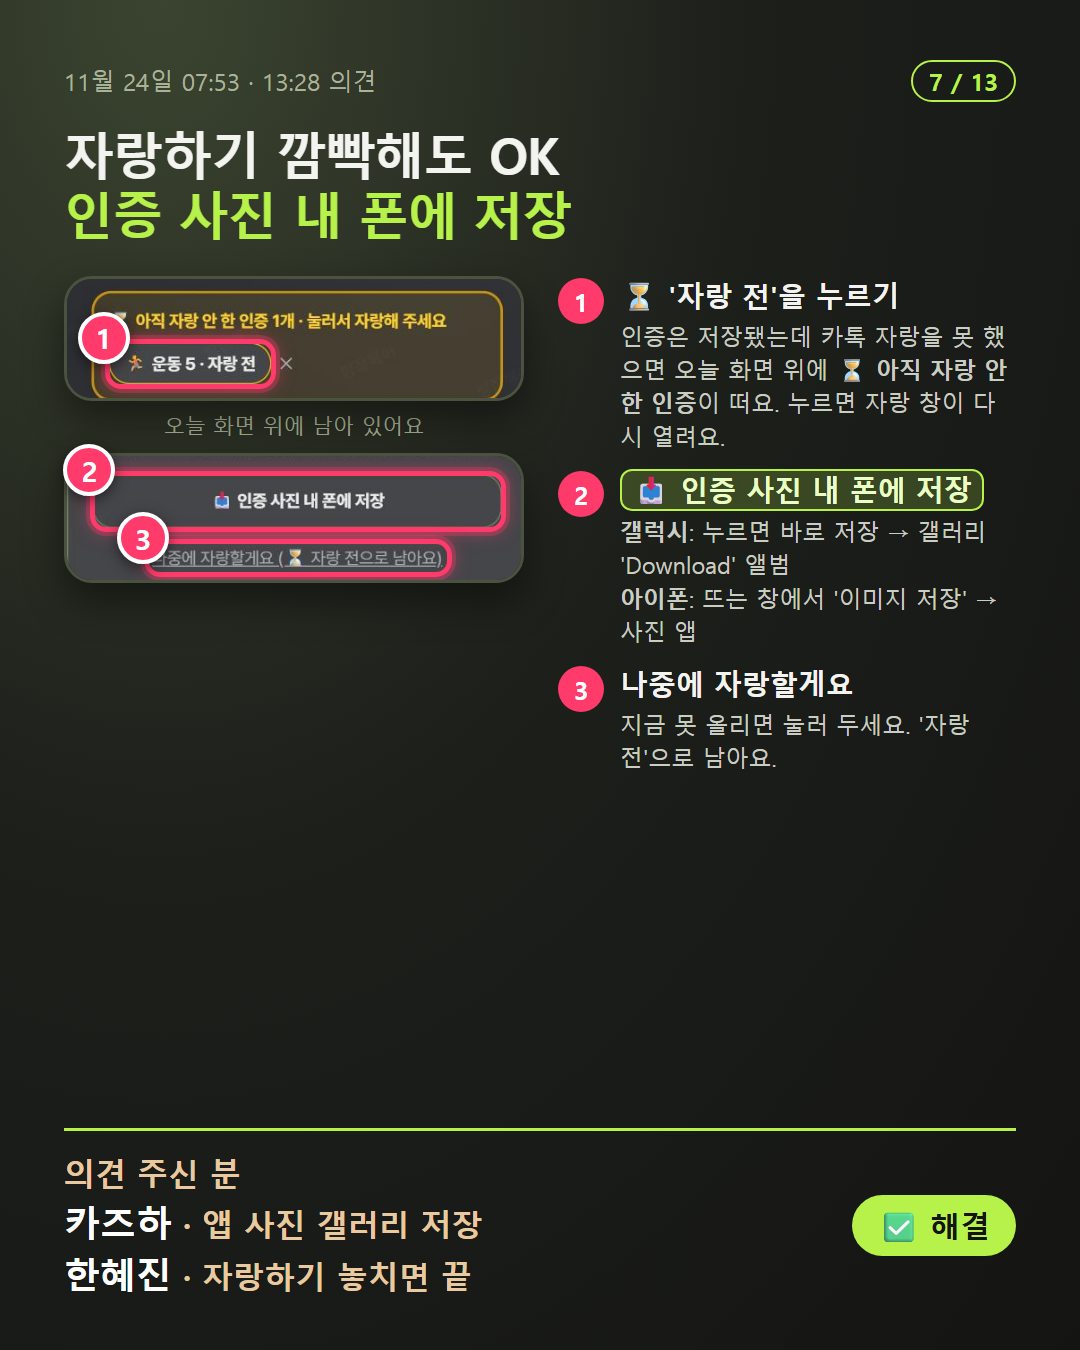 11월 24일 07:53 · 13:28 의견
7 / 13
자랑하기 깜빡해도 OK
인증 사진 내 폰에 저장
⏳ 아직 자랑 안 한 인증 1개 · 눌러서 자랑해 주세요
1
🏃 운동 5 · 자랑 전 ×
오늘 화면 위에 남아 있어요
2
📥 인증 사진 내 폰에 저장
3
나중에 자랑할게요 (⏳ 자랑 전으로 남아요)
1 ⏳ '자랑 전'을 누르기
인증은 저장됐는데 카톡 자랑을 못 했
으면 오늘 화면 위에 ⏳ 아직 자랑 안
한 인증이 떠요. 누르면 자랑 창이 다
시 열려요.
2 📥 인증 사진 내 폰에 저장
갤럭시: 누르면 바로 저장 → 갤러리
'Download' 앨범
아이폰: 뜨는 창에서 '이미지 저장' →
사진 앱
3 나중에 자랑할게요
지금 못 올리면 눌러 두세요. '자랑
전'으로 남아요.
의견 주신 분
카즈하 · 앱 사진 갤러리 저장
한혜진 · 자랑하기 놓치면 끝
✅ 해결